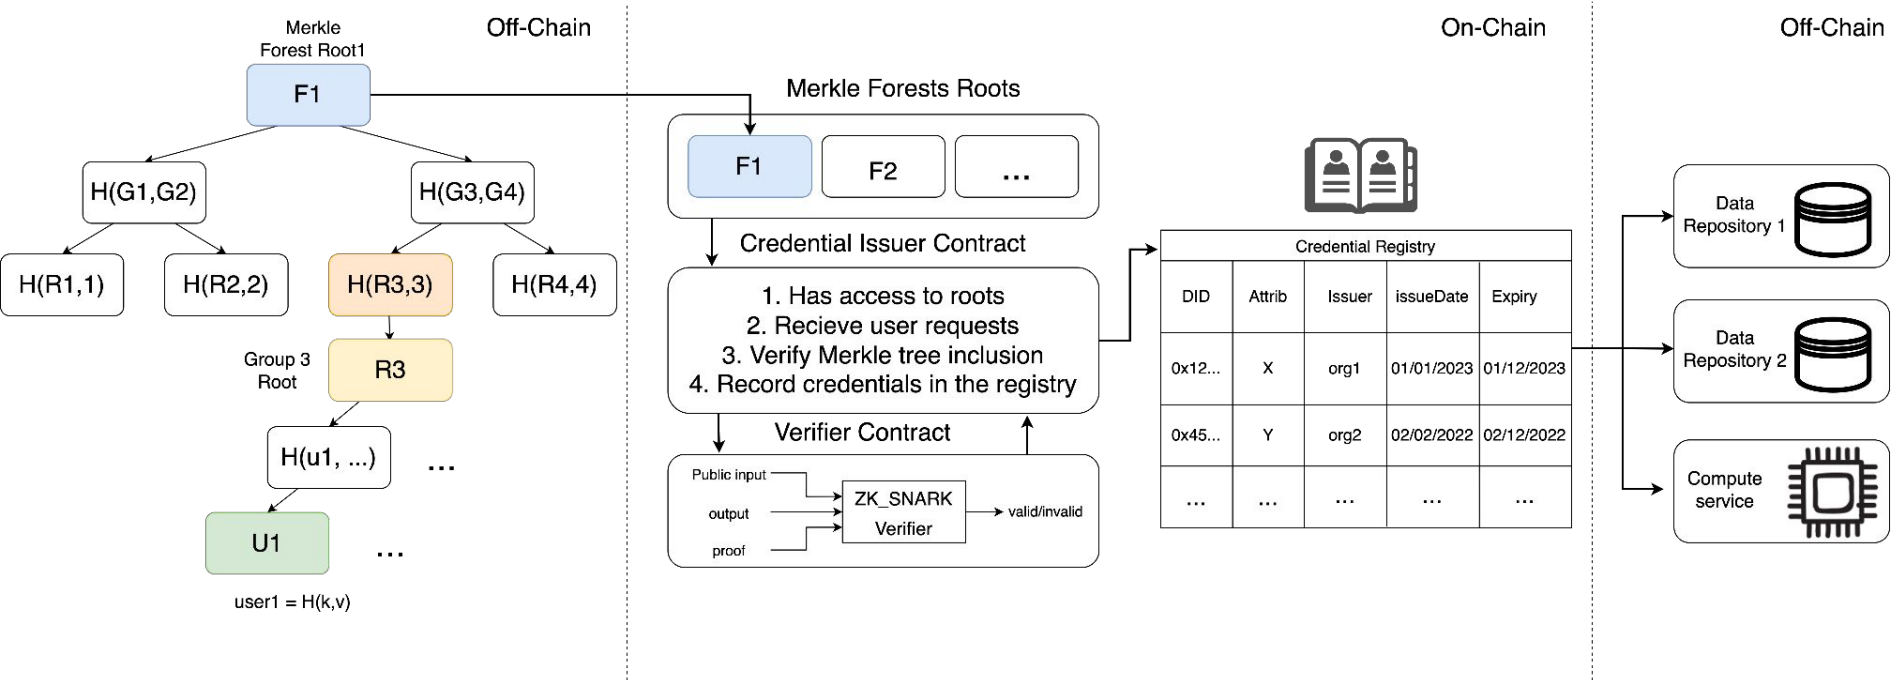 Off-Chain
Merkle
Forest Root1
F1
H(G1,G2)
H(G3,G4)
H(R1,1)
H(R2,2)
H(R3,3)
H(R4,4)
Group 3
Root
R3
H(u1, ...)
...
U1
...
user1 = H(k,v)
On-Chain
Merkle Forests Roots
F1
F2
...
Credential Issuer Contract
1. Has access to roots
2. Recieve user requests
3. Verify Merkle tree inclusion
4. Record credentials in the registry
Verifier Contract
Public input
output
proof
ZK_SNARK
Verifier
valid/invalid
Credential Registry
DID Attrib Issuer issueDate Expiry
0x12... X org1 01/01/2023 01/12/2023
0x45... Y org2 02/02/2022 02/12/2022
... ... ... ... ...
Off-Chain
Data
Repository 1
Data
Repository 2
Compute
service